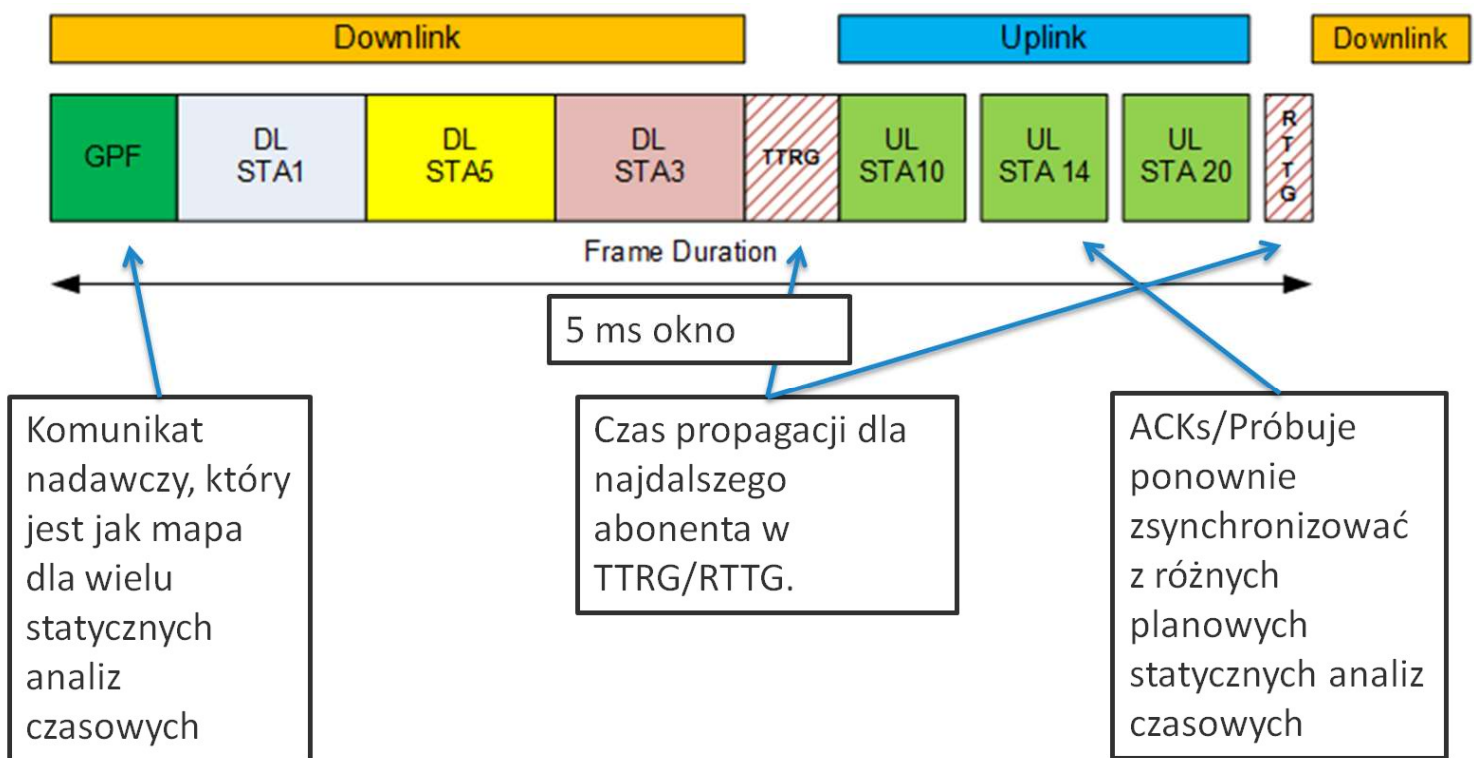 Downlink
Uplink
Downlink
GPF
DL
STA1
DL
STA5
DL
STA3
TTRG
UL
STA10
UL
STA 14
UL
STA 20
R
T
T
G
Frame Duration
5 ms okno
Komunikat
nadawczy, który
jest jak mapa
dla wielu
statycznych
analiz
czasowych
Czas propagacji dla
najdalszego
abonenta w
TTRG/RTTG.
ACKs/Próbuje
ponownie
zsynchronizować
z różnych
planowych
statycznych analiz
czasowych